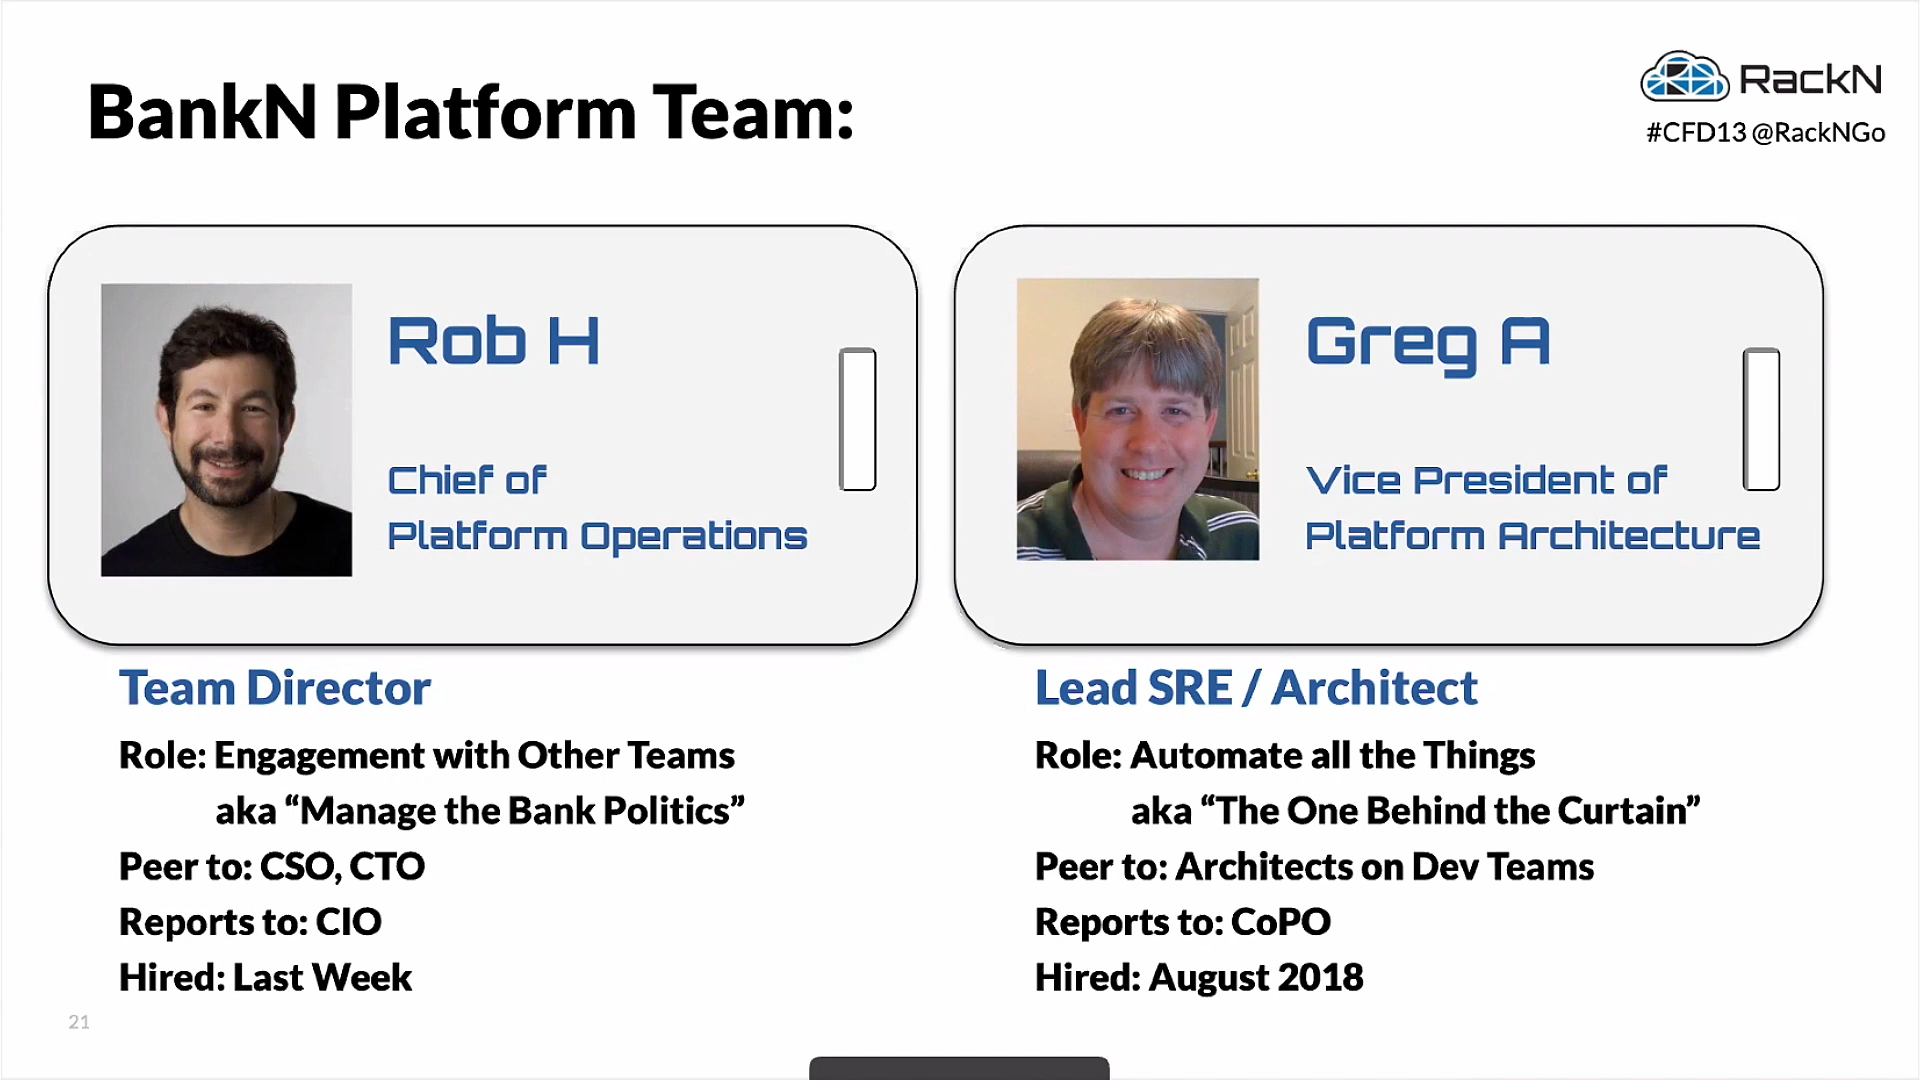 BankN Platform Team:
RackN
#CFD13 @RackNGo
Rob H
Chief of
Platform Operations
Greg A
Vice President of
Platform Architecture
Team Director
Role: Engagement with Other Teams
aka “Manage the Bank Politics”
Peer to: CSO, CTO
Reports to: CIO
Hired: Last Week
Lead SRE / Architect
Role: Automate all the Things
aka “The One Behind the Curtain”
Peer to: Architects on Dev Teams
Reports to: CoPO
Hired: August 2018
21